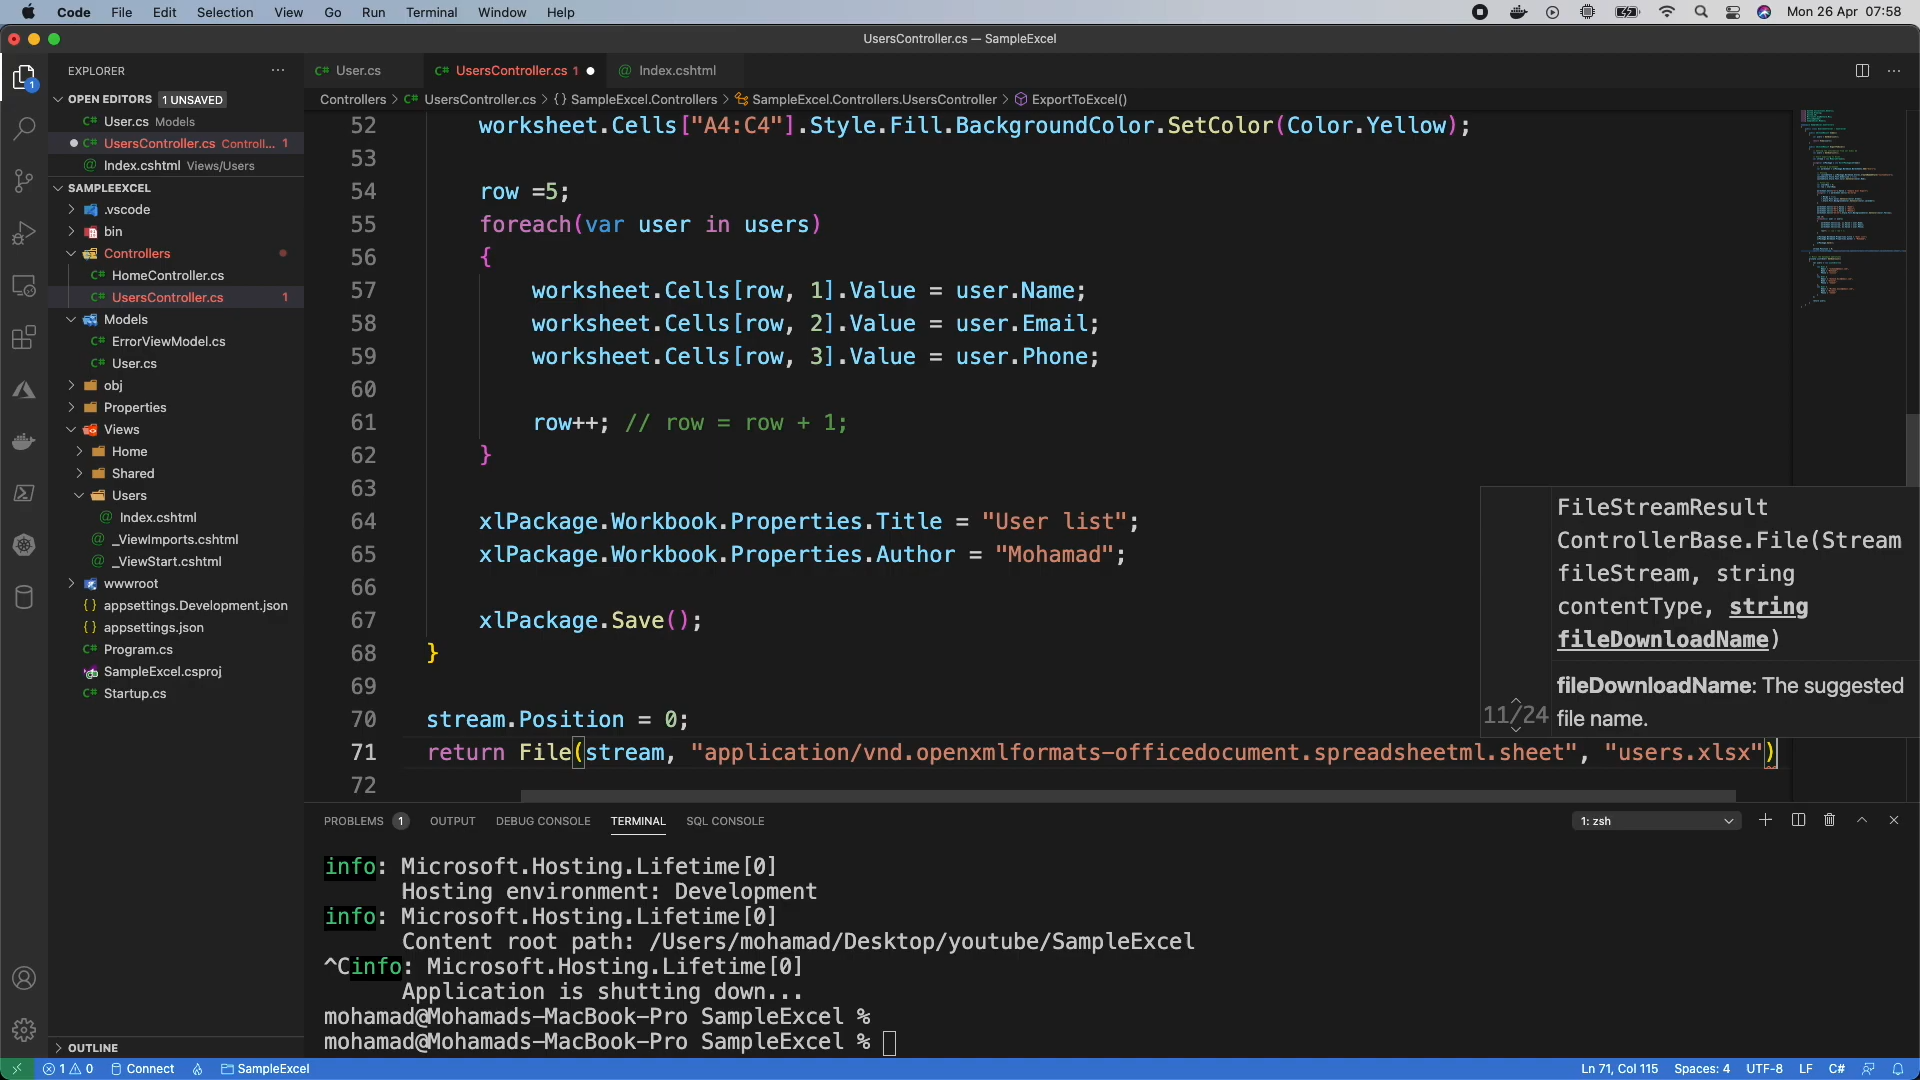 Code File Edit Selection View Go Run Terminal Window Help Mon 26 Apr 07:58
UsersController.cs — SampleExcel
EXPLORER
User.cs
UsersController.cs 1
Index.cshtml
OPEN EDITORS 1 UNSAVED
Controllers > UsersController.cs > {} SampleExcel.Controllers > SampleExcel.Controllers.UsersController > ExportToExcel()
User.cs Models
UsersController.cs Controll... 1
Index.cshtml Views/Users
SAMPLEEXCEL
.vscode
bin
Controllers
HomeController.cs
UsersController.cs 1
Models
ErrorViewModel.cs
User.cs
obj
Properties
Views
Home
Shared
Users
Index.cshtml
_ViewImports.cshtml
_ViewStart.cshtml
wwwroot
{} appsettings.Development.json
{} appsettings.json
Program.cs
SampleExcel.csproj
Startup.cs
OUTLINE
52 worksheet.Cells["A4:C4"].Style.Fill.BackgroundColor.SetColor(Color.Yellow);
53
54 row =5;
55 foreach(var user in users)
56 {
57 worksheet.Cells[row, 1].Value = user.Name;
58 worksheet.Cells[row, 2].Value = user.Email;
59 worksheet.Cells[row, 3].Value = user.Phone;
60
61 row++; // row = row + 1;
62 }
63
64 xlPackage.Workbook.Properties.Title = "User list";
65 xlPackage.Workbook.Properties.Author = "Mohamad";
66
67 xlPackage.Save();
68 }
69
70 stream.Position = 0;
71 return File(stream, "application/vnd.openxmlformats-officedocument.spreadsheetml.sheet", "users.xlsx")
72
FileStreamResult
ControllerBase.File(Stream
fileStream, string
contentType, string
fileDownloadName)
fileDownloadName: The suggested
11/24 file name.
PROBLEMS 1 OUTPUT DEBUG CONSOLE TERMINAL SQL CONSOLE 1: zsh
info: Microsoft.Hosting.Lifetime[0]
Hosting environment: Development
info: Microsoft.Hosting.Lifetime[0]
Content root path: /Users/mohamad/Desktop/youtube/SampleExcel
^Cinfo: Microsoft.Hosting.Lifetime[0]
Application is shutting down...
mohamad@Mohamads-MacBook-Pro SampleExcel %
mohamad@Mohamads-MacBook-Pro SampleExcel %
1 0 Connect SampleExcel Ln 71, Col 115 Spaces: 4 UTF-8 LF C#